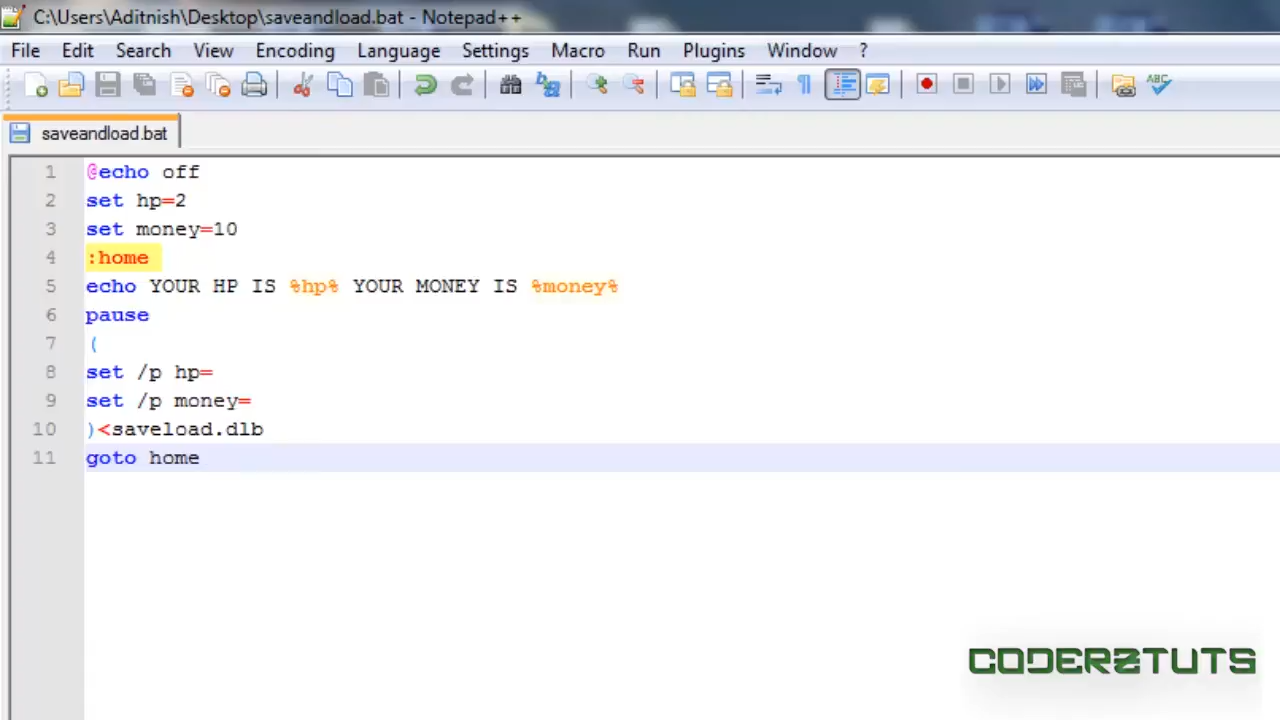 C:\Users\Aditnish\Desktop\saveandload.bat - Notepad++
File Edit Search View Encoding Language Settings Macro Run Plugins Window ?
saveandload.bat
1 @echo off
2 set hp=2
3 set money=10
4 :home
5 echo YOUR HP IS %hp% YOUR MONEY IS %money%
6 pause
7 (
8 set /p hp=
9 set /p money=
10 )<saveload.dlb
11 goto home
CODERZTUTS